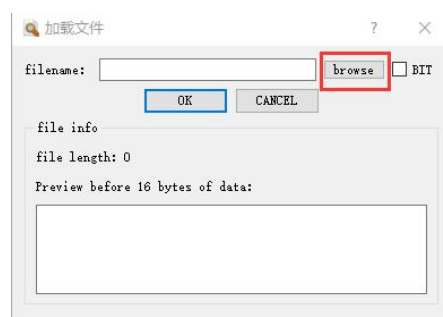 加载文件 ? ×
filename: browse BIT
OK CANCEL
file info
file length: 0
Preview before 16 bytes of data: